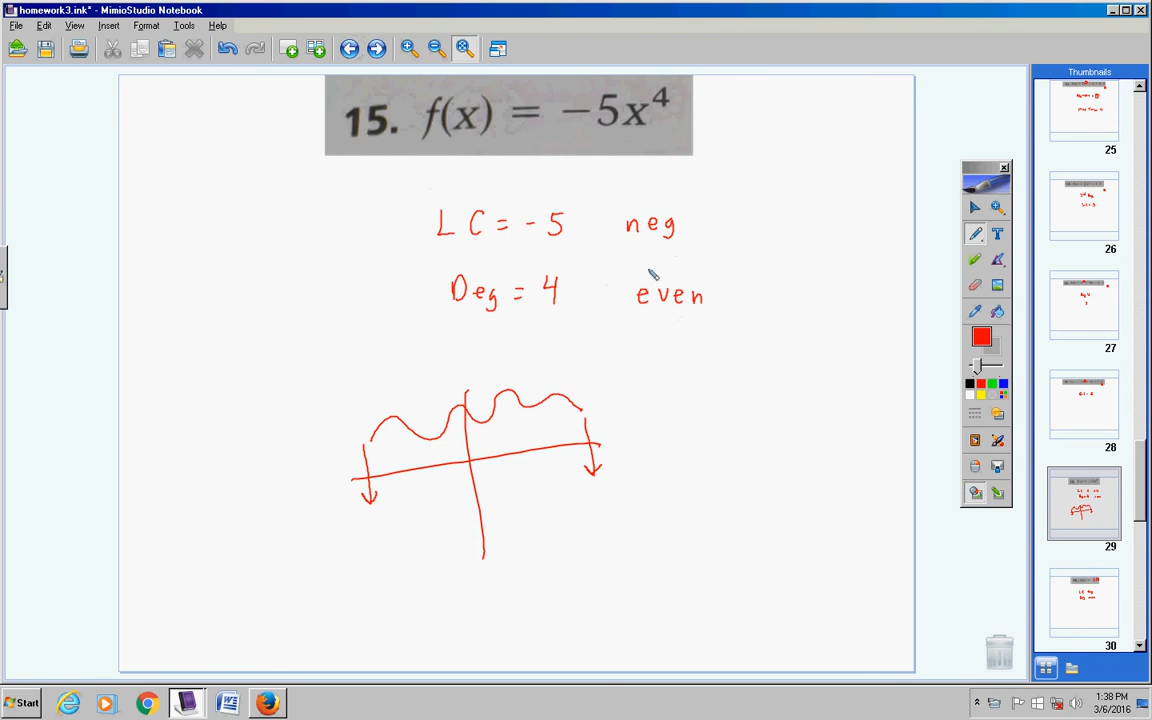 homework3.ink* - MimioStudio Notebook
File Edit View Insert Format Tools Help
15. f(x) = -5x⁴
LC = -5 neg
Deg = 4 even
Thumbnails
25
26
27
28
29
30
Start
1:38 PM
3/6/2016